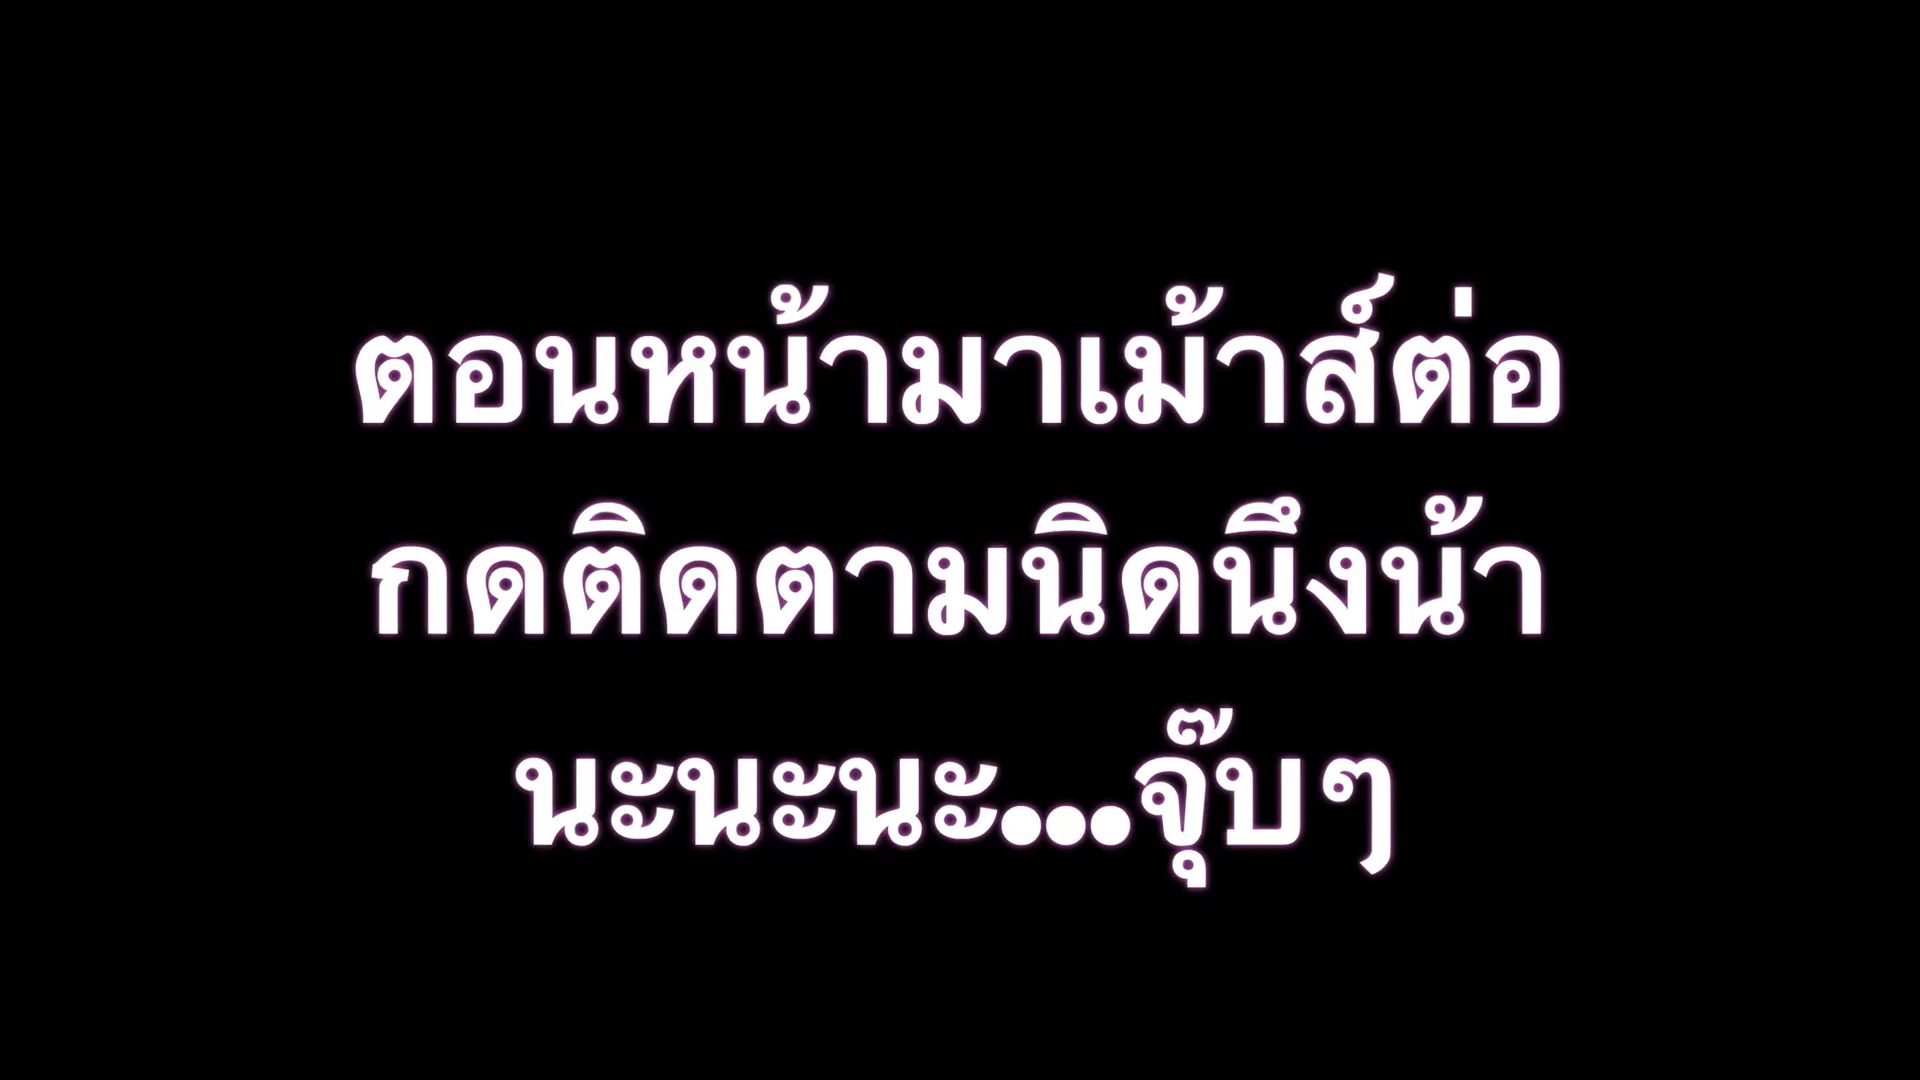 ตอนหน้ามาเม้าส์ต่อ
กดติดตามนิดนึงน้า
นะนะนะ...จุ๊บๆ